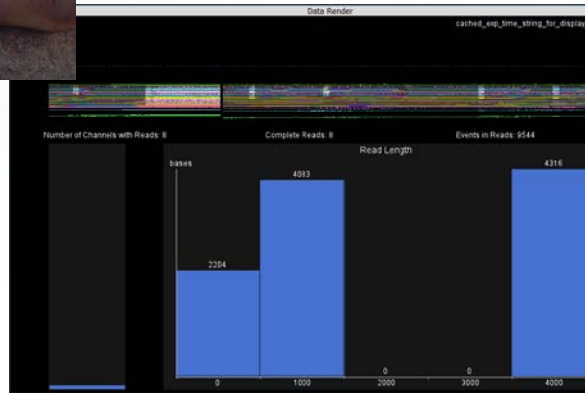 Data Render
cached_exp_time_string_for_display
Number of Channels with Reads: 8
Complete Reads: 8
Events in Reads: 9544
Read Length
bases
4316
4083
2204
0
0
0
1000
2000
3000
4000